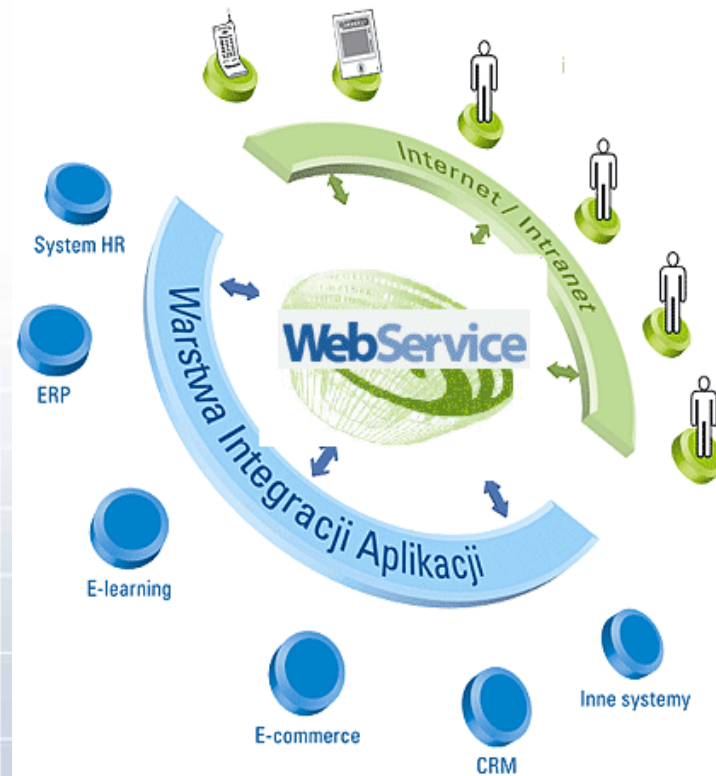 Internet / Intranet
System HR
WebService
ERP
Warstwa Integracji Aplikacji
E-learning
E-commerce
Inne systemy
CRM